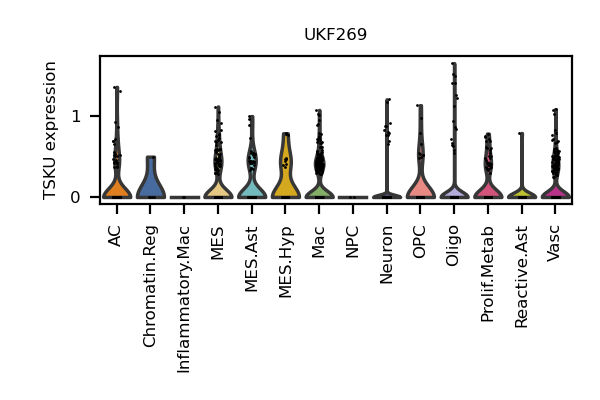 UKF269
TSKU expression
1
0
AC
Chromatin.Reg
Inflammatory.Mac
MES
MES.Ast
MES.Hyp
Mac
NPC
Neuron
OPC
Oligo
Prolif.Metab
Reactive.Ast
Vasc